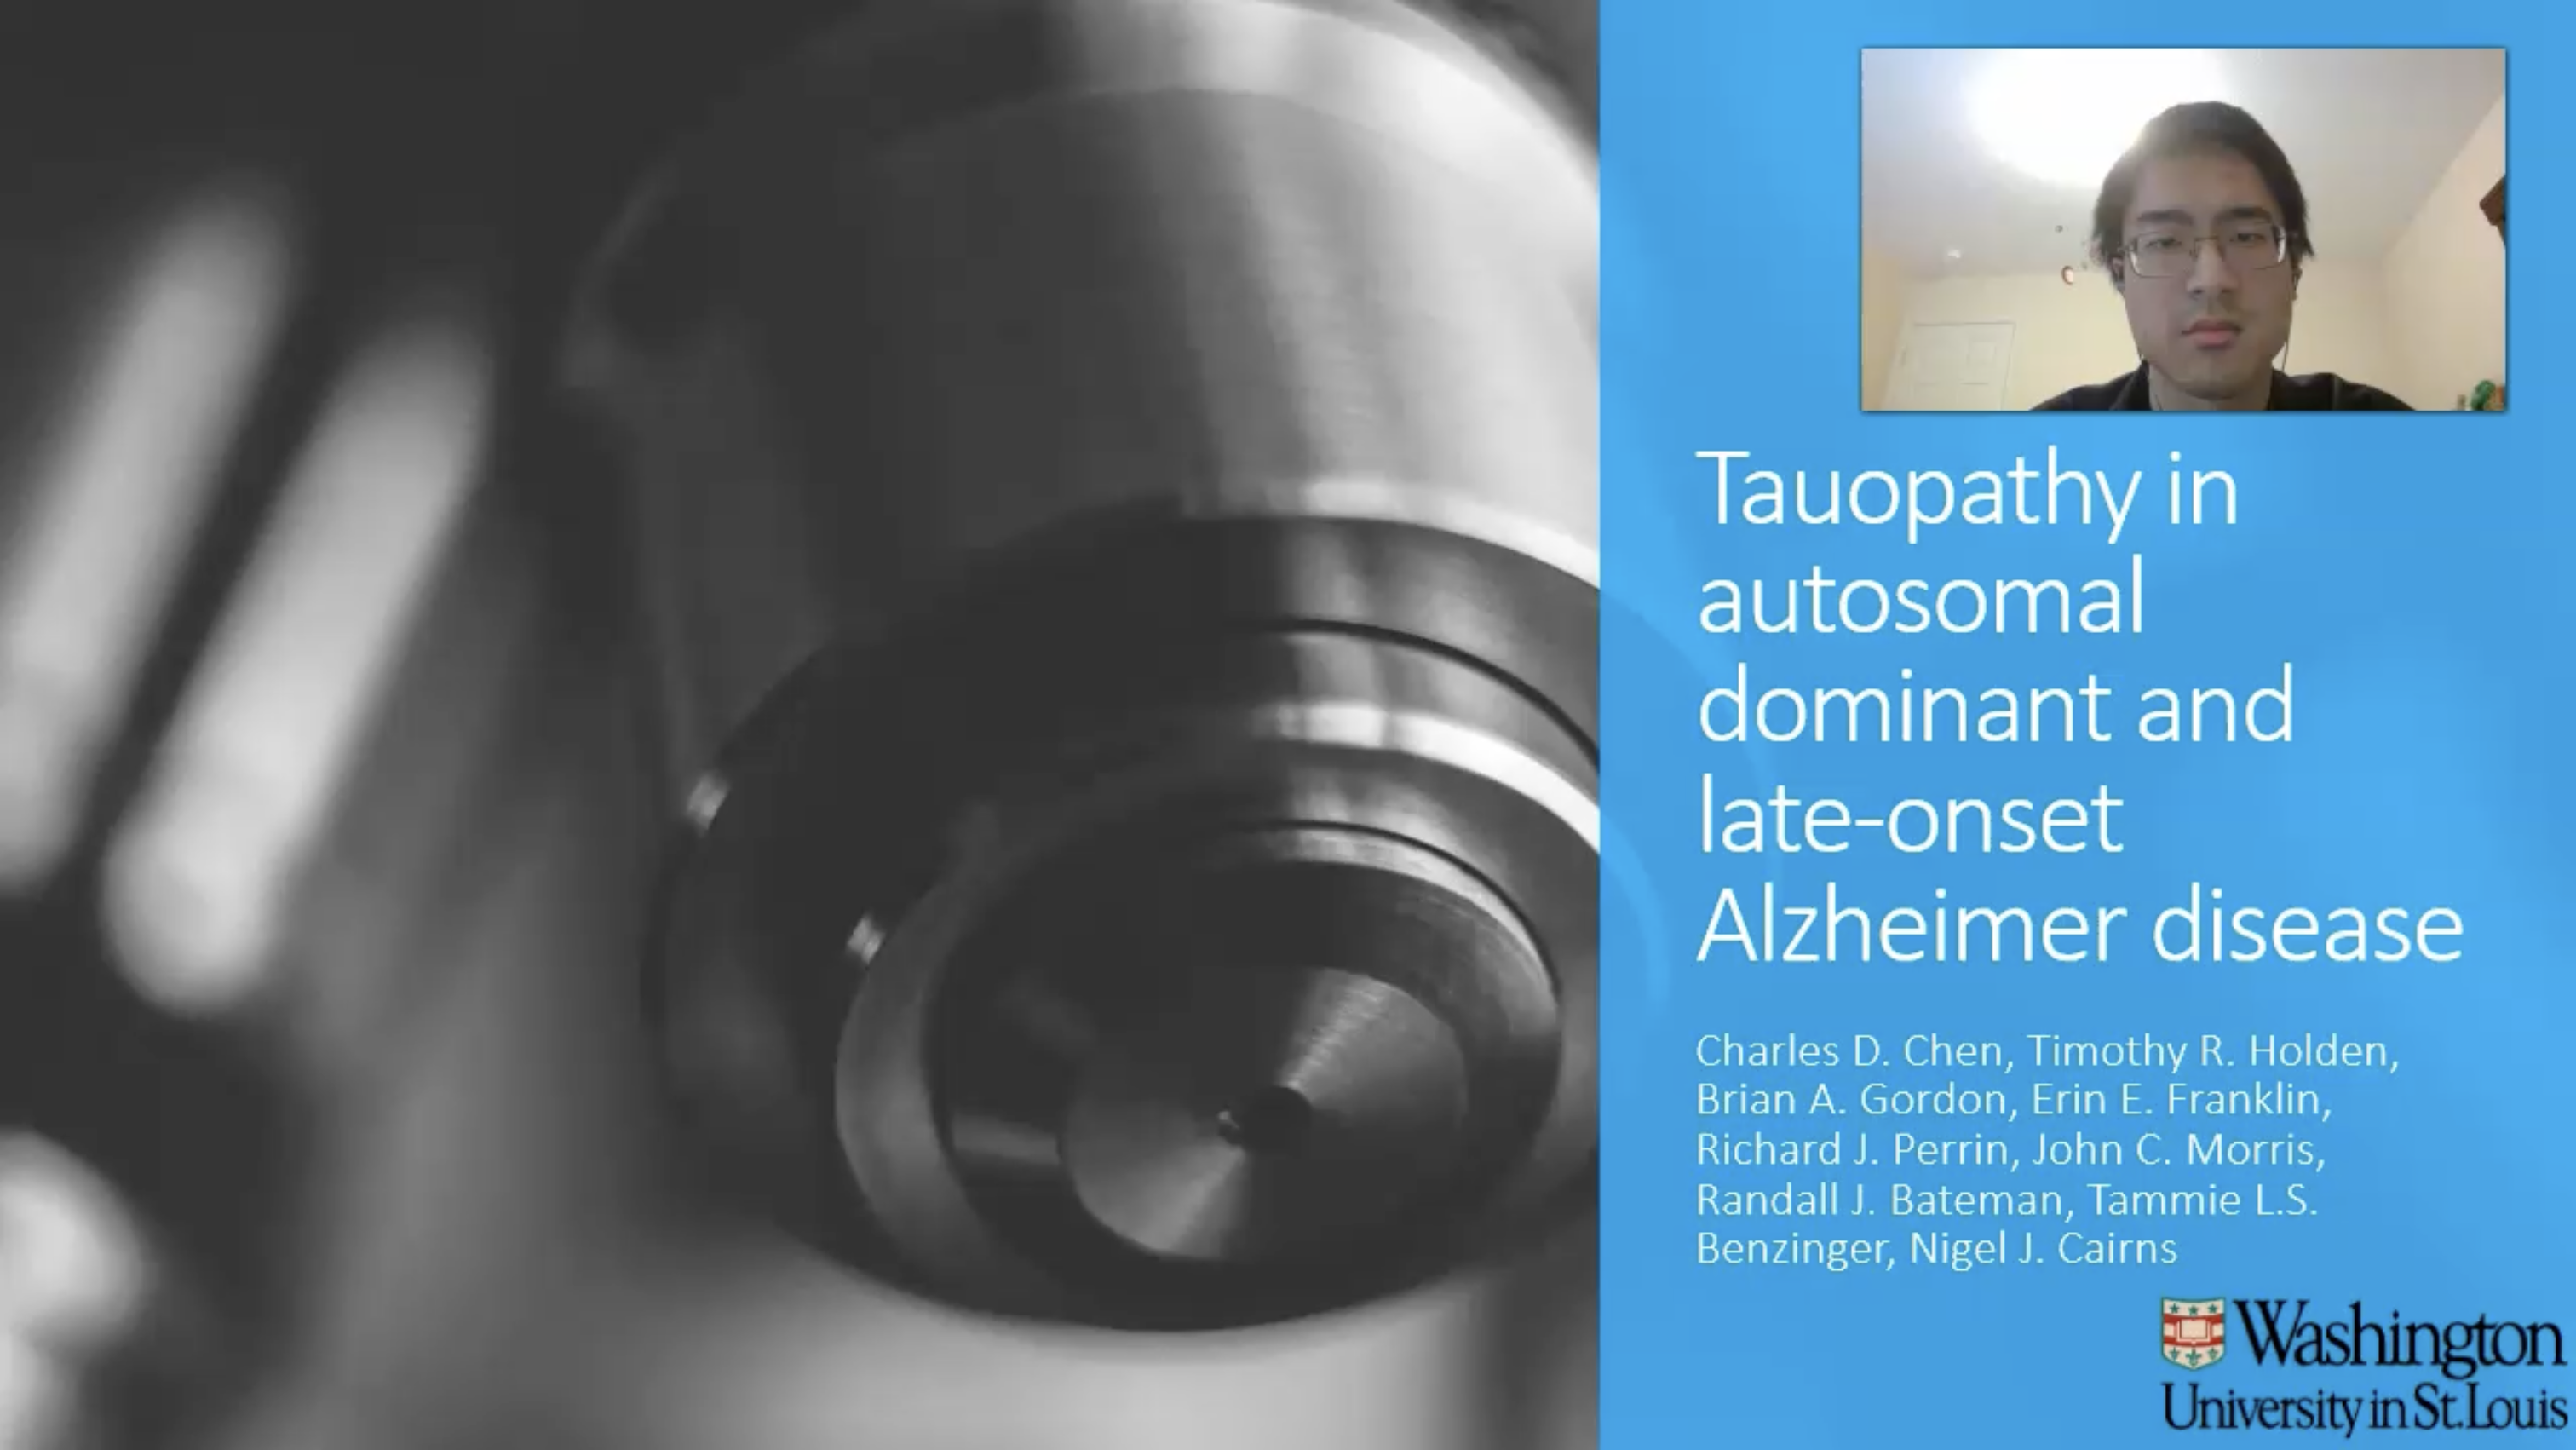 Tauopathy in
autosomal
dominant and
late-onset
Alzheimer disease
Charles D. Chen, Timothy R. Holden,
Brian A. Gordon, Erin E. Franklin,
Richard J. Perrin, John C. Morris,
Randall J. Bateman, Tammie L.S.
Benzinger, Nigel J. Cairns
Washington
University in St. Louis